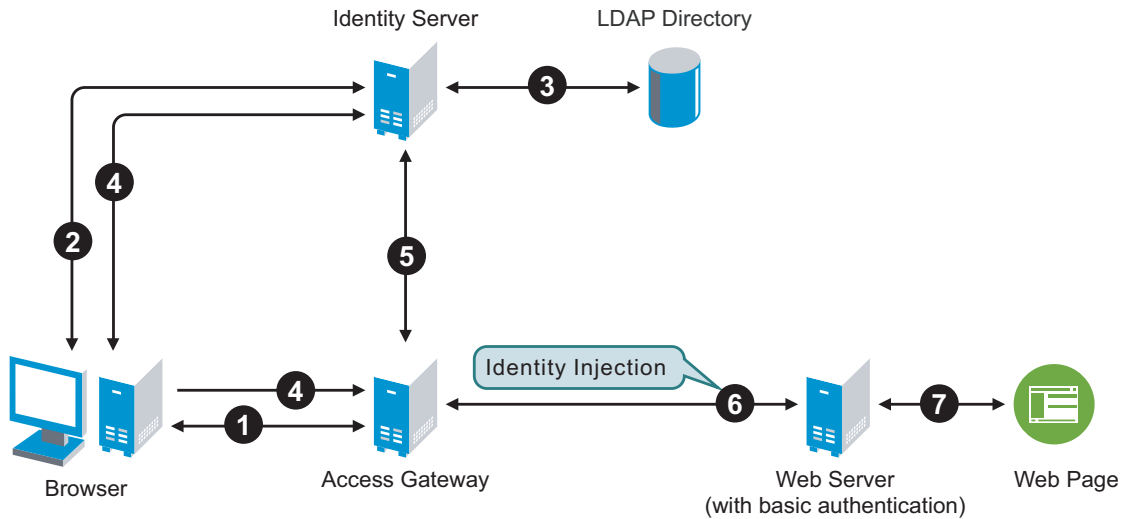 Identity Server
LDAP Directory
3
4
2
5
Identity Injection
4
6
7
1
Browser
Access Gateway
Web Server
(with basic authentication)
Web Page